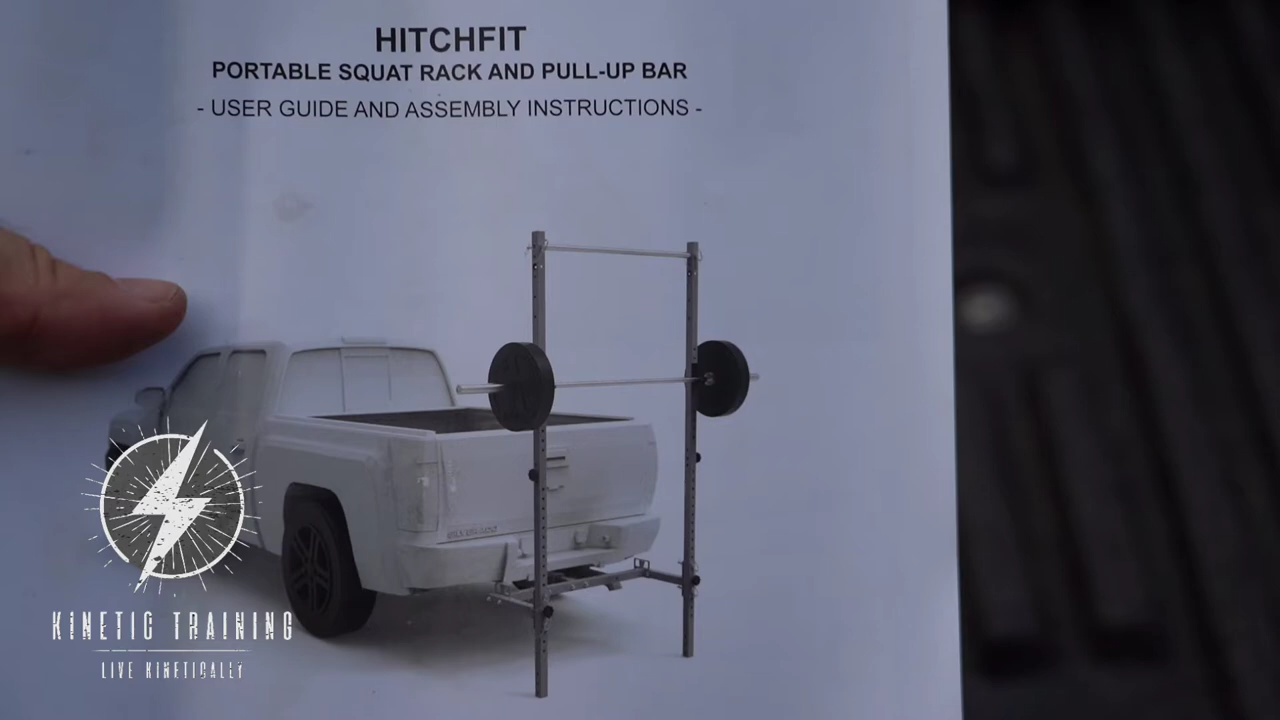 HITCHFIT
PORTABLE SQUAT RACK AND PULL-UP BAR
- USER GUIDE AND ASSEMBLY INSTRUCTIONS -
KINETIC TRAINING
LIVE KINETICALLY